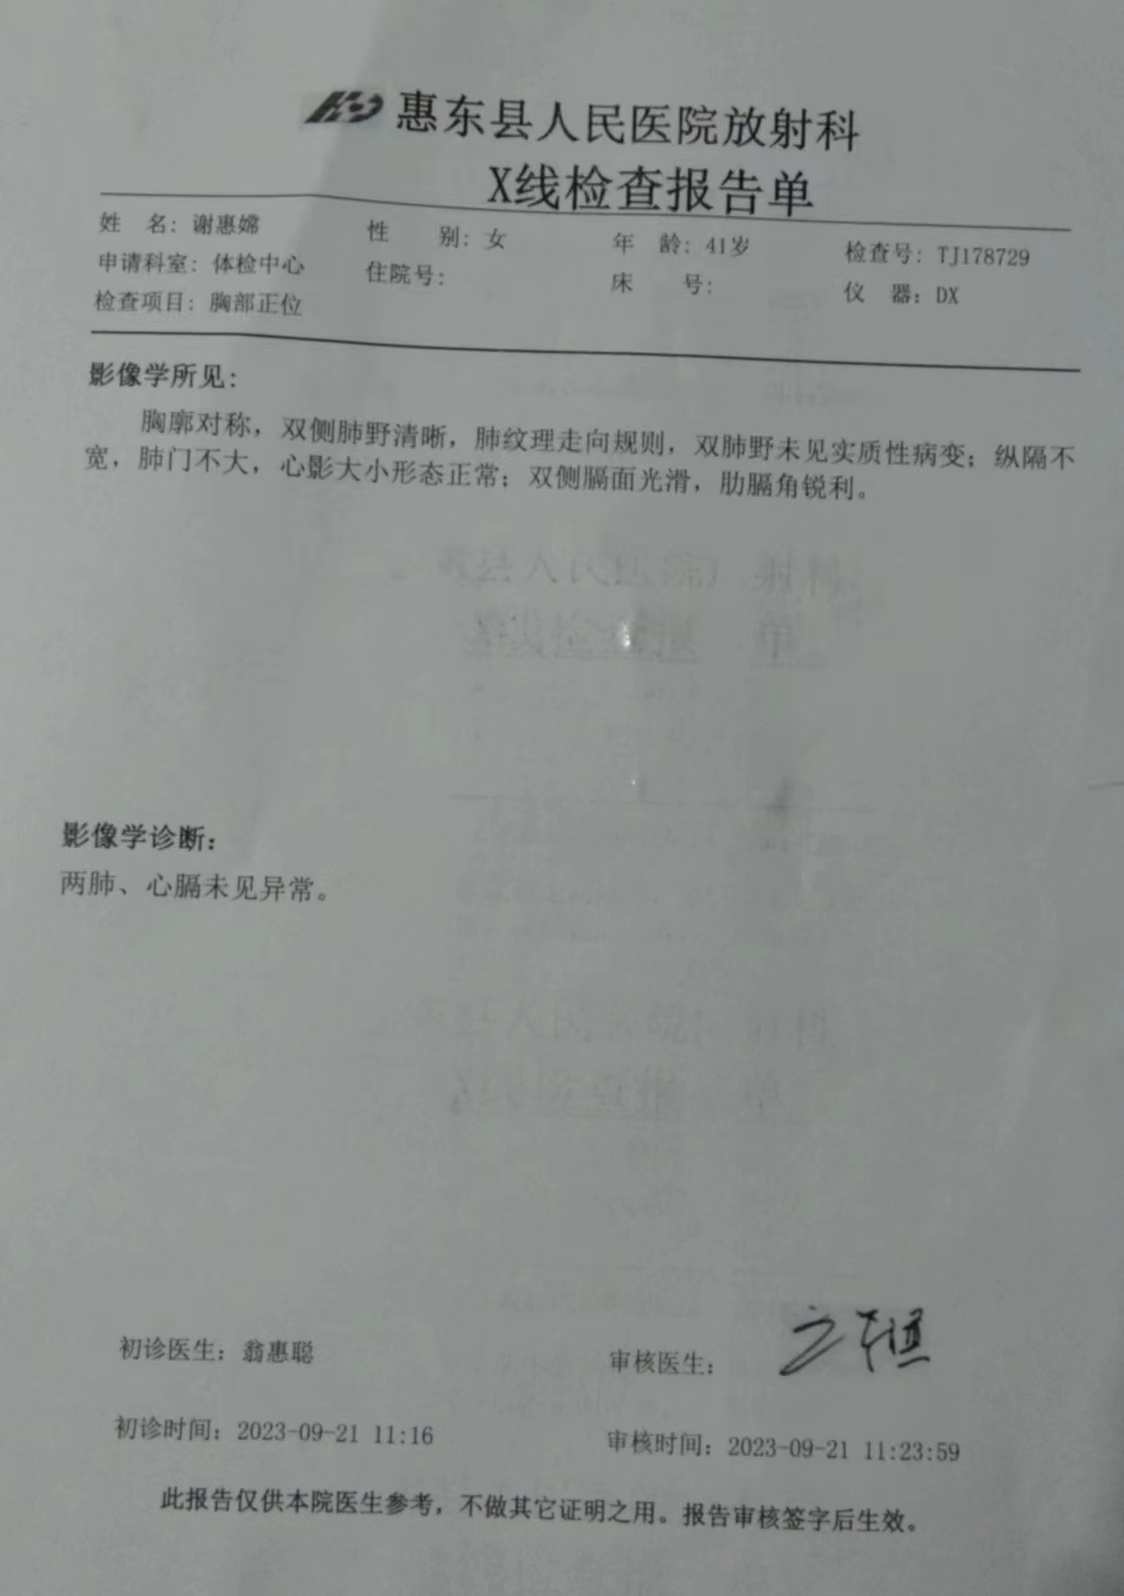 惠东县人民医院放射科
X线检查报告单
姓 名: 谢惠嫦 性 别: 女 年 龄: 41岁 检查号: TJ178729
申请科室: 体检中心 住院号: 床 号: 仪 器: DX
检查项目: 胸部正位
影像学所见:
胸廓对称，双侧肺野清晰，肺纹理走向规则，双肺野未见实质性病变；纵隔不
宽，肺门不大，心影大小形态正常；双侧膈面光滑，肋膈角锐利。
影像学诊断:
两肺、心膈未见异常。
初诊医生: 翁惠聪 审核医生:
初诊时间: 2023-09-21 11:16 审核时间: 2023-09-21 11:23:59
此报告仅供本院医生参考，不做其它证明之用。报告审核签字后生效。